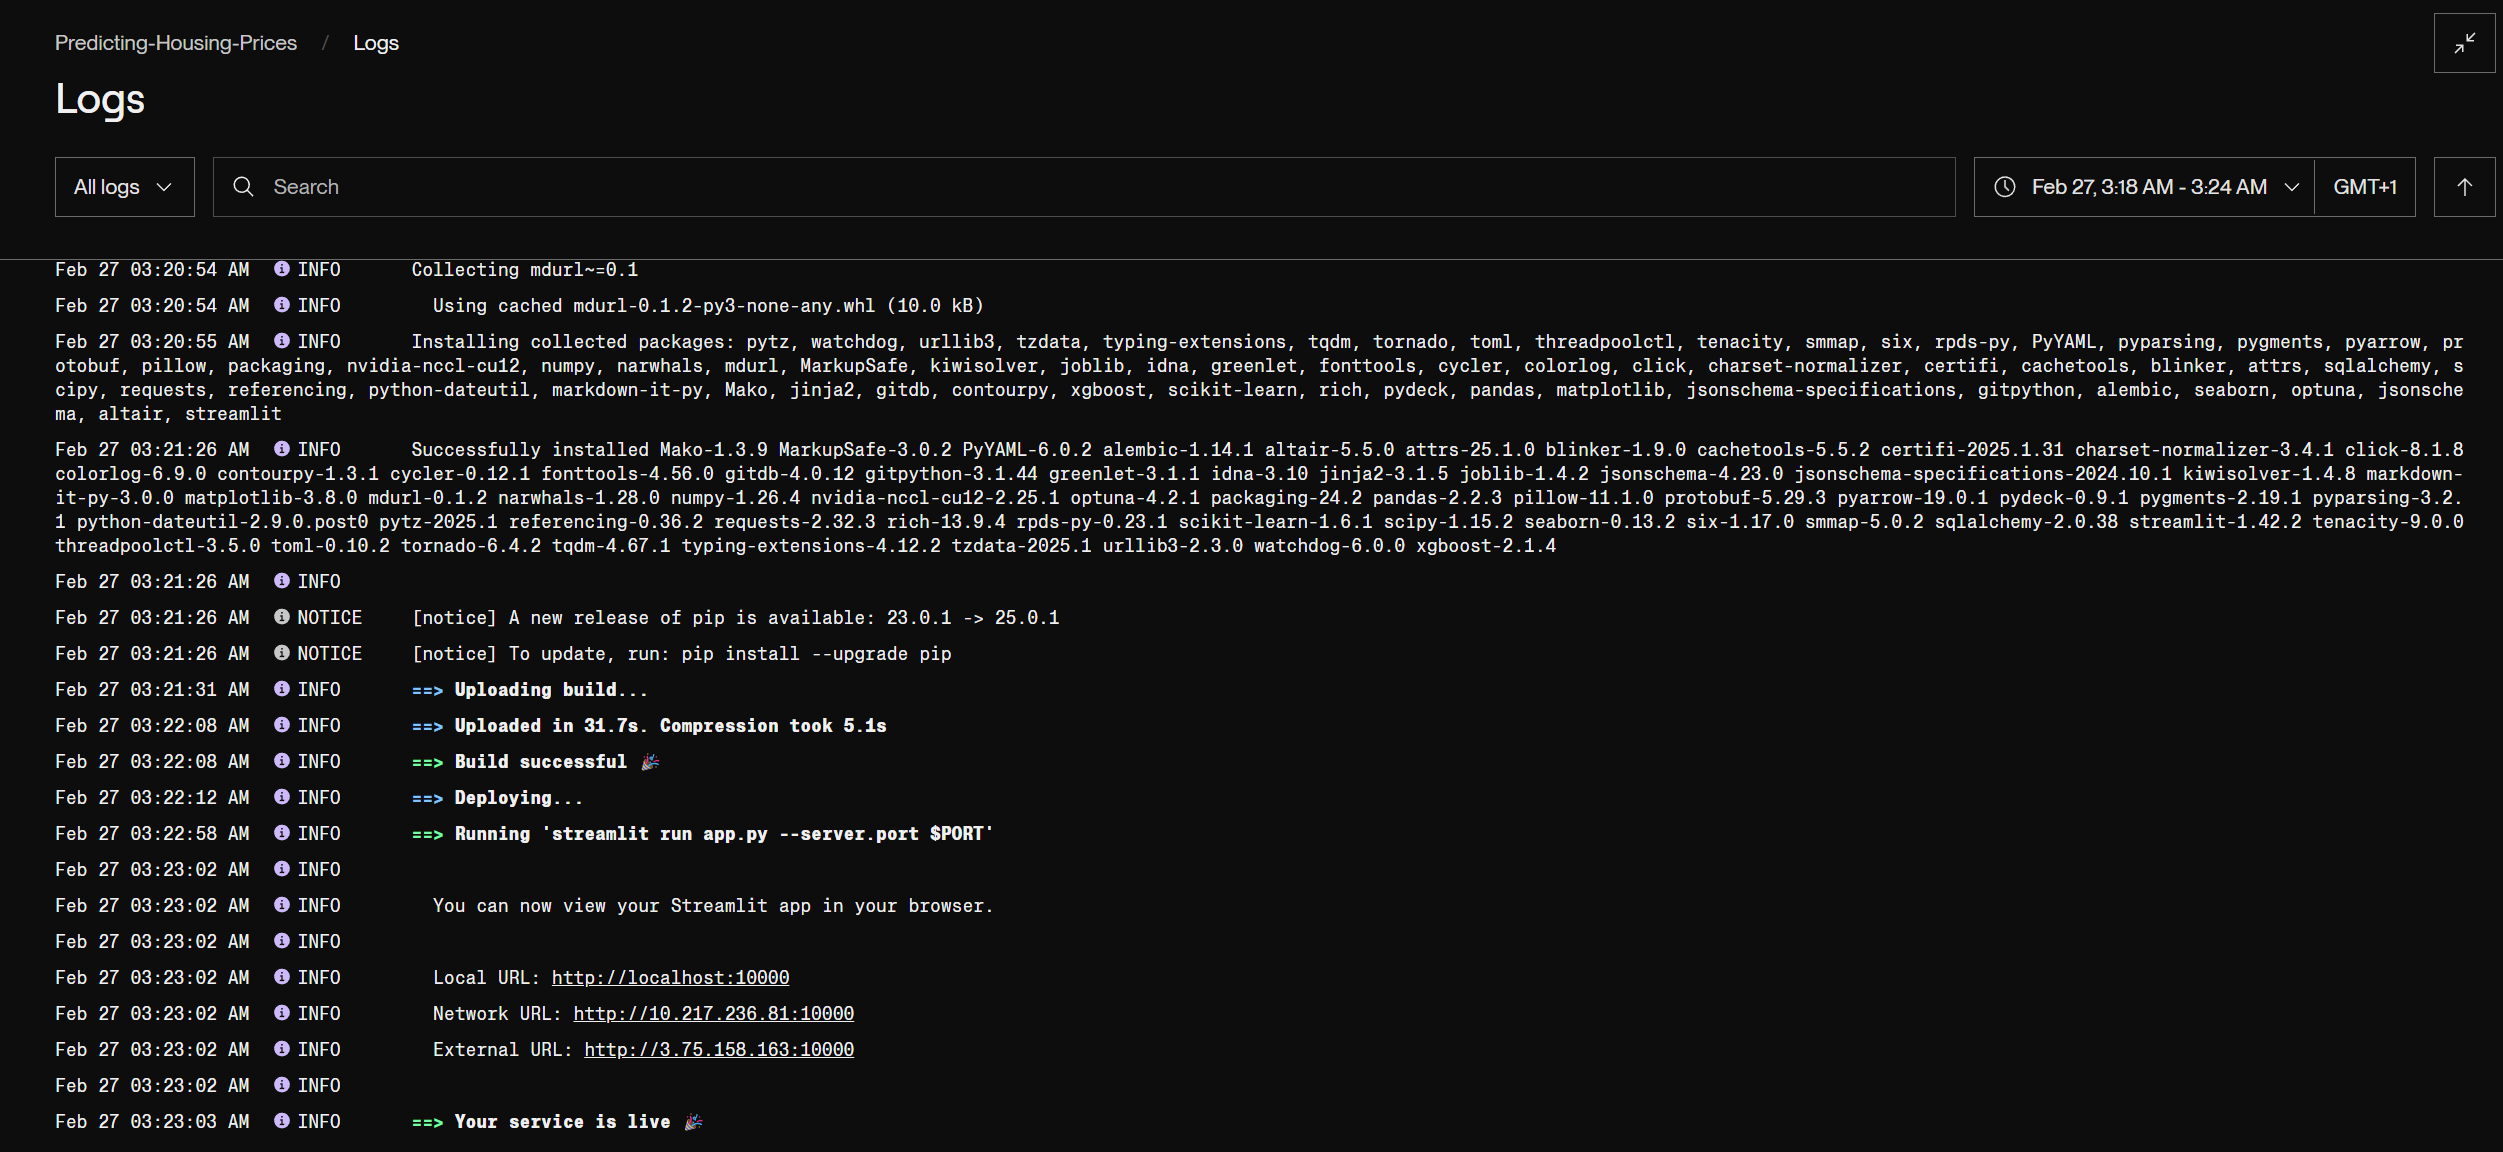 Predicting-Housing-Prices / Logs
Logs
All logs Search Feb 27, 3:18 AM - 3:24 AM GMT+1
Feb 27 03:20:54 AM INFO Collecting mdurl~=0.1
Feb 27 03:20:54 AM INFO Using cached mdurl-0.1.2-py3-none-any.whl (10.0 kB)
Feb 27 03:20:55 AM INFO Installing collected packages: pytz, watchdog, urllib3, tzdata, typing-extensions, tqdm, tornado, toml, threadpoolctl, tenacity, smmap, six, rpds-py, PyYAML, pyparsing, pygments, pyarrow, pr
otobuf, pillow, packaging, nvidia-nccl-cu12, numpy, narwhals, mdurl, MarkupSafe, kiwisolver, joblib, idna, greenlet, fonttools, cycler, colorlog, click, charset-normalizer, certifi, cachetools, blinker, attrs, sqlalchemy, s
cipy, requests, referencing, python-dateutil, markdown-it-py, Mako, jinja2, gitdb, contourpy, xgboost, scikit-learn, rich, pydeck, pandas, matplotlib, jsonschema-specifications, gitpython, alembic, seaborn, optuna, jsonsche
ma, altair, streamlit
Feb 27 03:21:26 AM INFO Successfully installed Mako-1.3.9 MarkupSafe-3.0.2 PyYAML-6.0.2 alembic-1.14.1 altair-5.5.0 attrs-25.1.0 blinker-1.9.0 cachetools-5.5.2 certifi-2025.1.31 charset-normalizer-3.4.1 click-8.1.8
colorlog-6.9.0 contourpy-1.3.1 cycler-0.12.1 fonttools-4.56.0 gitdb-4.0.12 gitpython-3.1.44 greenlet-3.1.1 idna-3.10 jinja2-3.1.5 joblib-1.4.2 jsonschema-4.23.0 jsonschema-specifications-2024.10.1 kiwisolver-1.4.8 markdown-
it-py-3.0.0 matplotlib-3.8.0 mdurl-0.1.2 narwhals-1.28.0 numpy-1.26.4 nvidia-nccl-cu12-2.25.1 optuna-4.2.1 packaging-24.2 pandas-2.2.3 pillow-11.1.0 protobuf-5.29.3 pyarrow-19.0.1 pydeck-0.9.1 pygments-2.19.1 pyparsing-3.2.
1 python-dateutil-2.9.0.post0 pytz-2025.1 referencing-0.36.2 requests-2.32.3 rich-13.9.4 rpds-py-0.23.1 scikit-learn-1.6.1 scipy-1.15.2 seaborn-0.13.2 six-1.17.0 smmap-5.0.2 sqlalchemy-2.0.38 streamlit-1.42.2 tenacity-9.0.0
threadpoolctl-3.5.0 toml-0.10.2 tornado-6.4.2 tqdm-4.67.1 typing-extensions-4.12.2 tzdata-2025.1 urllib3-2.3.0 watchdog-6.0.0 xgboost-2.1.4
Feb 27 03:21:26 AM INFO
Feb 27 03:21:26 AM NOTICE [notice] A new release of pip is available: 23.0.1 -> 25.0.1
Feb 27 03:21:26 AM NOTICE [notice] To update, run: pip install --upgrade pip
Feb 27 03:21:31 AM INFO ==> Uploading build...
Feb 27 03:22:08 AM INFO ==> Uploaded in 31.7s. Compression took 5.1s
Feb 27 03:22:08 AM INFO ==> Build successful 🎉
Feb 27 03:22:12 AM INFO ==> Deploying...
Feb 27 03:22:58 AM INFO ==> Running 'streamlit run app.py --server.port $PORT'
Feb 27 03:23:02 AM INFO
Feb 27 03:23:02 AM INFO You can now view your Streamlit app in your browser.
Feb 27 03:23:02 AM INFO
Feb 27 03:23:02 AM INFO Local URL: http://localhost:10000
Feb 27 03:23:02 AM INFO Network URL: http://10.217.236.81:10000
Feb 27 03:23:02 AM INFO External URL: http://3.75.158.163:10000
Feb 27 03:23:02 AM INFO
Feb 27 03:23:03 AM INFO ==> Your service is live 🎉